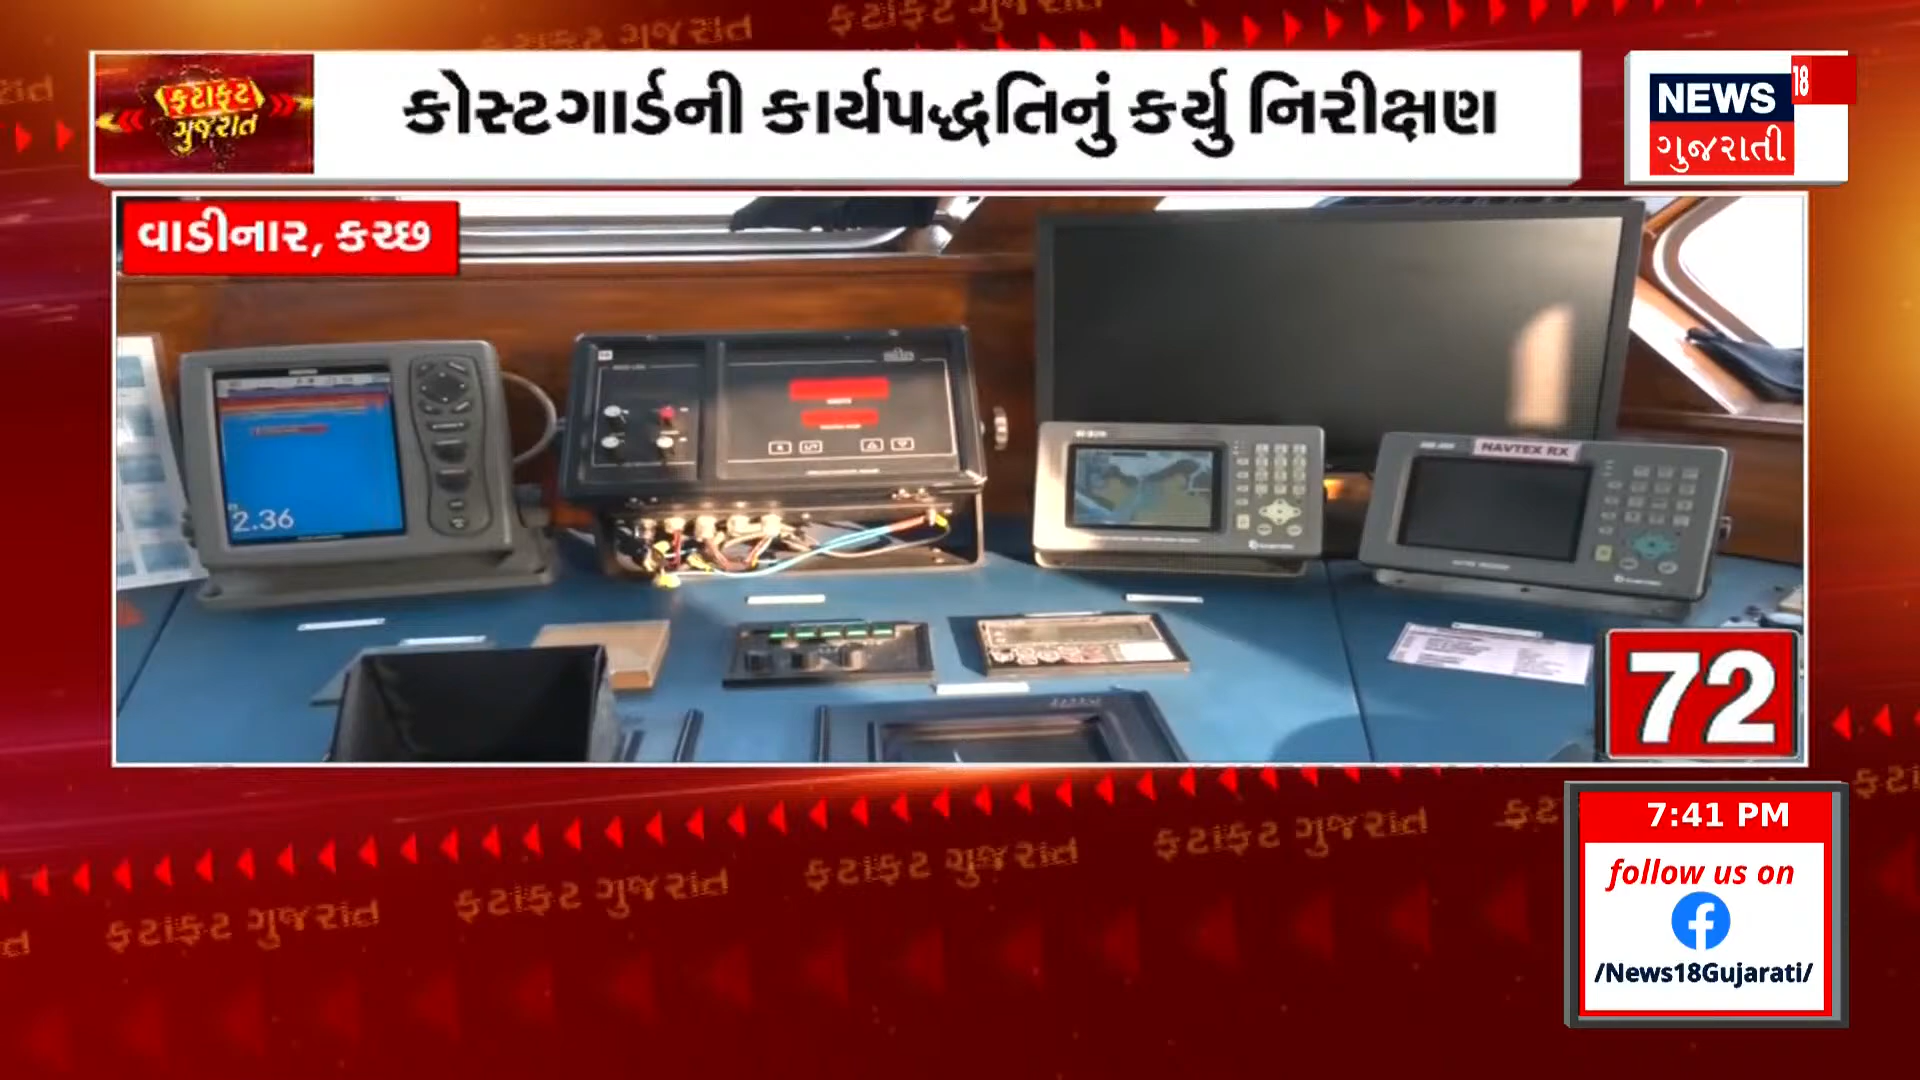 કટાફટ
ગુજરાત
કોસ્ટગાર્ડની કાર્યપદ્ધતિનું કર્યુ નિરીક્ષણ
NEWS
18
ગુજરાતી
વાડીનાર, કચ્છ
2.36
NAVTEX RX
72
7:41 PM
follow us on
/News18Gujarati/
ફટાફટ ગુજરાત
ફટાફટ ગુજરાત
ફટાફટ ગુજરાત
ફટાફટ ગુજરાત